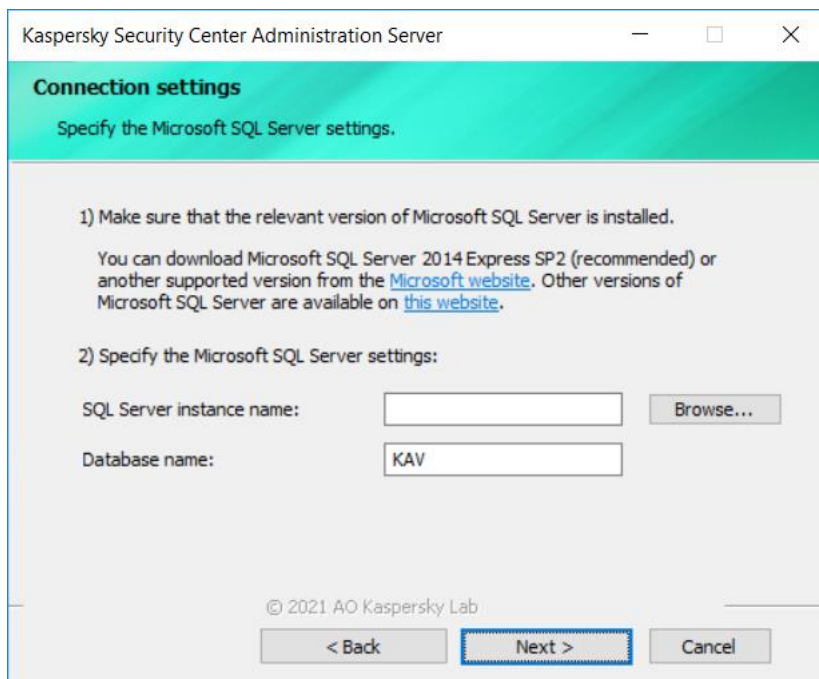 Kaspersky Security Center Administration Server
Connection settings
Specify the Microsoft SQL Server settings.
1) Make sure that the relevant version of Microsoft SQL Server is installed.
You can download Microsoft SQL Server 2014 Express SP2 (recommended) or
another supported version from the Microsoft website. Other versions of
Microsoft SQL Server are available on this website.
2) Specify the Microsoft SQL Server settings:
SQL Server instance name:
Browse...
Database name:
KAV
© 2021 AO Kaspersky Lab
< Back
Next >
Cancel